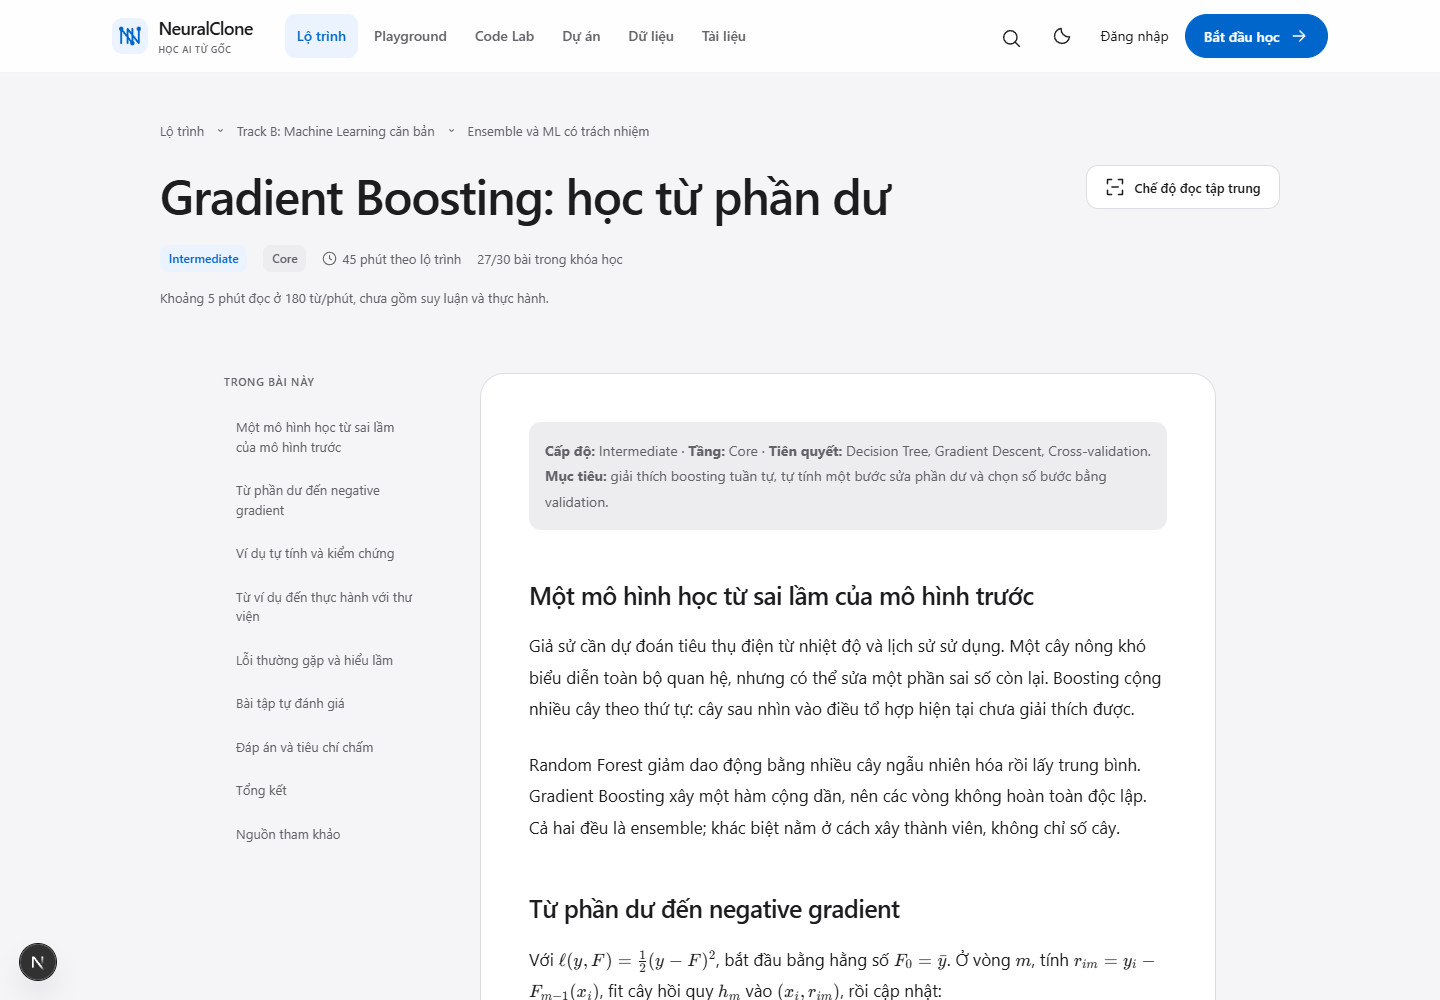 NeuralClone
HỌC AI TỪ GỐC
Lộ trình
Playground
Code Lab
Dự án
Dữ liệu
Tài liệu
Đăng nhập
Bắt đầu học
Lộ trình
Track B: Machine Learning căn bản
Ensemble và ML có trách nhiệm
Gradient Boosting: học từ phần dư
Chế độ đọc tập trung
Intermediate
Core
45 phút theo lộ trình
27/30 bài trong khóa học
Khoảng 5 phút đọc ở 180 từ/phút, chưa gồm suy luận và thực hành.
TRONG BÀI NÀY
Một mô hình học từ sai lầm
của mô hình trước
Từ phần dư đến negative
gradient
Ví dụ tự tính và kiểm chứng
Từ ví dụ đến thực hành với thư
viện
Lỗi thường gặp và hiểu lầm
Bài tập tự đánh giá
Đáp án và tiêu chí chấm
Tổng kết
Nguồn tham khảo
Cấp độ: Intermediate · Tầng: Core · Tiên quyết: Decision Tree, Gradient Descent, Cross-validation.
Mục tiêu: giải thích boosting tuần tự, tự tính một bước sửa phần dư và chọn số bước bằng
validation.
Một mô hình học từ sai lầm của mô hình trước
Giả sử cần dự đoán tiêu thụ điện từ nhiệt độ và lịch sử sử dụng. Một cây nông khó
biểu diễn toàn bộ quan hệ, nhưng có thể sửa một phần sai số còn lại. Boosting cộng
nhiều cây theo thứ tự: cây sau nhìn vào điều tổ hợp hiện tại chưa giải thích được.
Random Forest giảm dao động bằng nhiều cây ngẫu nhiên hóa rồi lấy trung bình.
Gradient Boosting xây một hàm cộng dần, nên các vòng không hoàn toàn độc lập.
Cả hai đều là ensemble; khác biệt nằm ở cách xây thành viên, không chỉ số cây.
Từ phần dư đến negative gradient
Với ℓ(y, F) = ½(y − F)², bắt đầu bằng hằng số F₀ = ȳ. Ở vòng m, tính rᵢₘ = yᵢ −
Fₘ₋₁(xᵢ), fit cây hồi quy hₘ vào (xᵢ, rᵢₘ), rồi cập nhật: